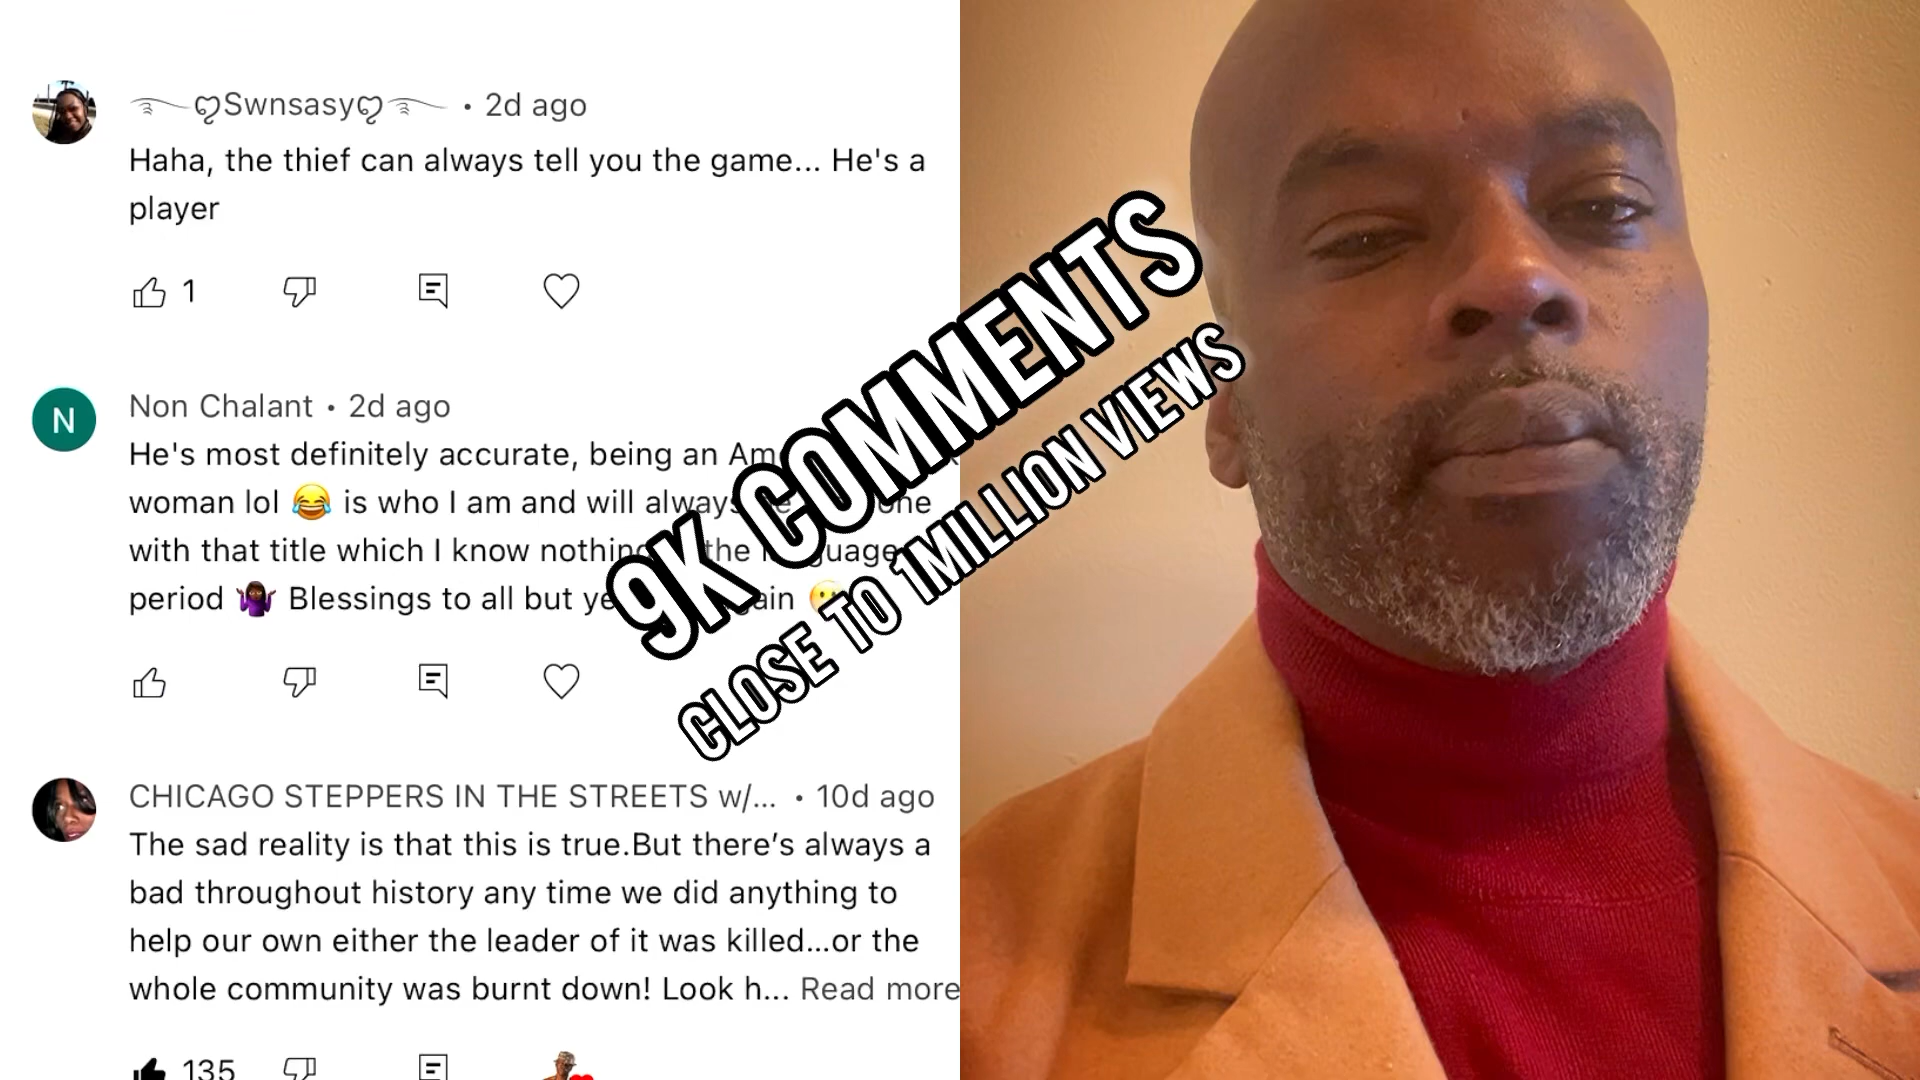 Swnsasy • 2d ago
Haha, the thief can always tell you the game... He's a
player
1
N
Non Chalant • 2d ago
He's most definitely accurate, being an Am
woman lol 😂 is who I am and will always one
with that title which I know nothing the language
period 🤷🏿‍♀️ Blessings to all but ye ain
CHICAGO STEPPERS IN THE STREETS w/... • 10d ago
The sad reality is that this is true.But there’s always a
bad throughout history any time we did anything to
help our own either the leader of it was killed...or the
whole community was burnt down! Look h... Read more
135
9K COMMENTS
CLOSE TO 1MILLION VIEWS